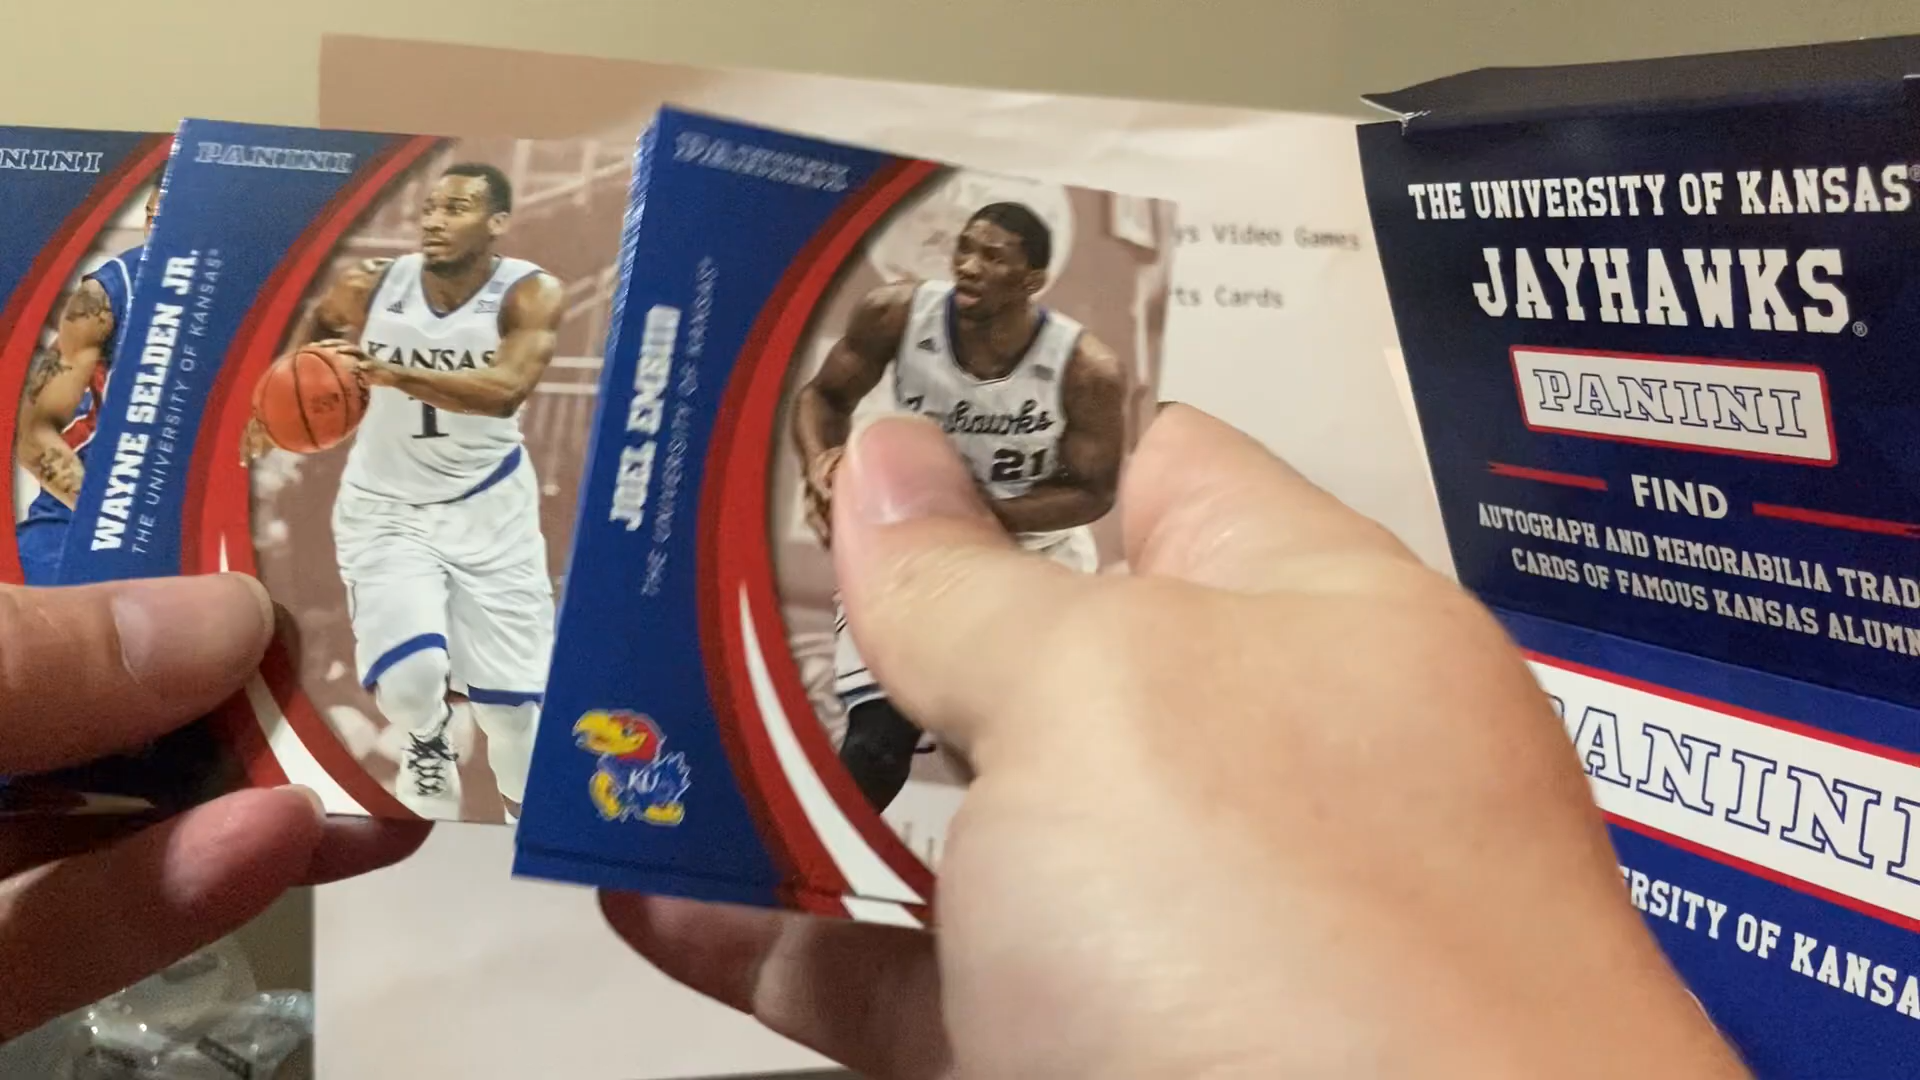 NINI
PANINI
WAYNE SELDEN JR.
THE UNIVERSITY OF KANSAS®
KANSAS
1
PANINI
JOEL EMBIID
THE UNIVERSITY OF KANSAS®
Jayhawks
21
KU
ys Video Games
ts Cards
THE UNIVERSITY OF KANSAS®
JAYHAWKS®
PANINI
FIND
AUTOGRAPH AND MEMORABILIA TRAD
CARDS OF FAMOUS KANSAS ALUMN
ANINI
RSITY OF KANSA